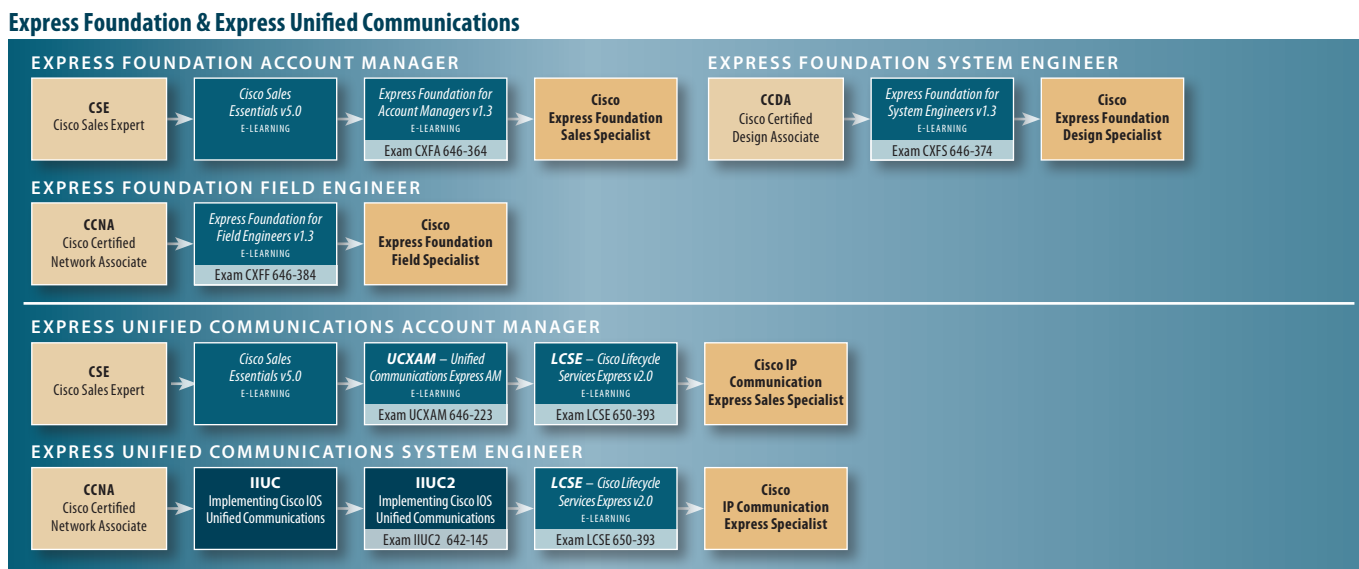 Express Foundation & Express Unified Communications
EXPRESS FOUNDATION ACCOUNT MANAGER
CSE
Cisco Sales Expert
Cisco Sales
Essentials v5.0
E-LEARNING
Express Foundation for
Account Managers v1.3
E-LEARNING
Exam CXFA 646-364
Cisco
Express Foundation
Sales Specialist
EXPRESS FOUNDATION SYSTEM ENGINEER
CCDA
Cisco Certified
Design Associate
Express Foundation for
System Engineers v1.3
E-LEARNING
Exam CXFS 646-374
Cisco
Express Foundation
Design Specialist
EXPRESS FOUNDATION FIELD ENGINEER
CCNA
Cisco Certified
Network Associate
Express Foundation for
Field Engineers v1.3
E-LEARNING
Exam CXFF 646-384
Cisco
Express Foundation
Field Specialist
EXPRESS UNIFIED COMMUNICATIONS ACCOUNT MANAGER
CSE
Cisco Sales Expert
Cisco Sales
Essentials v5.0
E-LEARNING
UCXAM – Unified
Communications Express AM
E-LEARNING
Exam UCXAM 646-223
LCSE – Cisco Lifecycle
Services Express v2.0
E-LEARNING
Exam LCSE 650-393
Cisco IP
Communication
Express Sales Specialist
EXPRESS UNIFIED COMMUNICATIONS SYSTEM ENGINEER
CCNA
Cisco Certified
Network Associate
IIUC
Implementing Cisco IOS
Unified Communications
IIUC2
Implementing Cisco IOS
Unified Communications
Exam IIUC2 642-145
LCSE – Cisco Lifecycle
Services Express v2.0
E-LEARNING
Exam LCSE 650-393
Cisco
IP Communication
Express Specialist